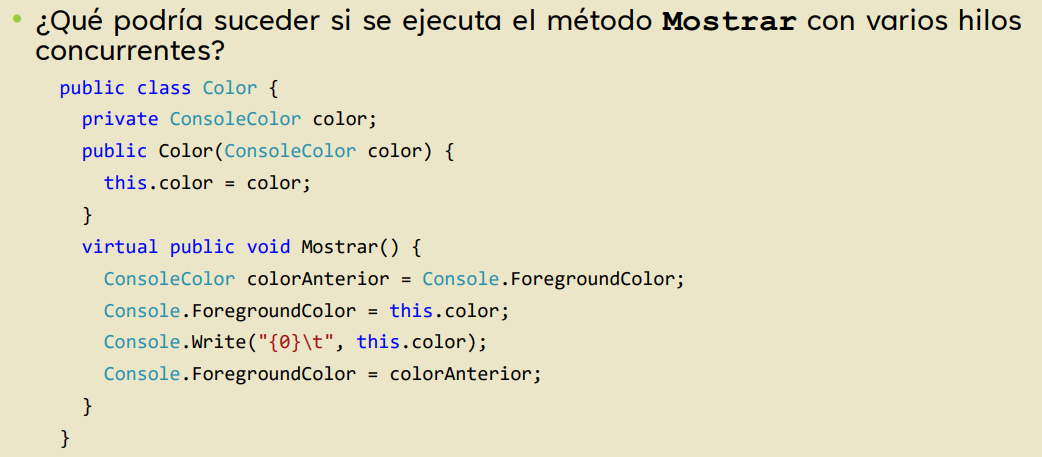 • ¿Qué podría suceder si se ejecuta el método Mostrar con varios hilos
concurrentes?
public class Color {
private ConsoleColor color;
public Color(ConsoleColor color) {
this.color = color;
}
virtual public void Mostrar() {
ConsoleColor colorAnterior = Console.ForegroundColor;
Console.ForegroundColor = this.color;
Console.Write("{0}\t", this.color);
Console.ForegroundColor = colorAnterior;
}
}